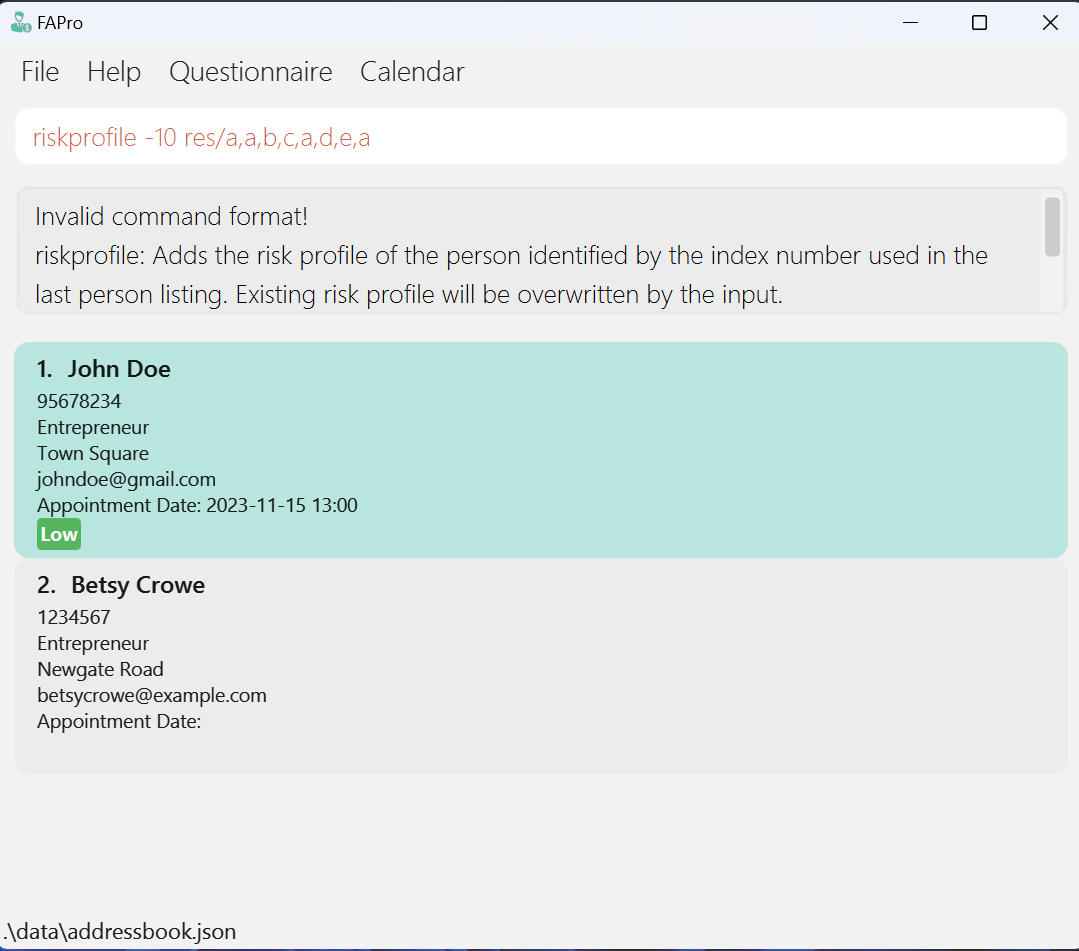 FAPro
File Help Questionnaire Calendar
riskprofile -10 res/a,a,b,c,a,d,e,a
Invalid command format!
riskprofile: Adds the risk profile of the person identified by the index number used in the
last person listing. Existing risk profile will be overwritten by the input.
1. John Doe
95678234
Entrepreneur
Town Square
johndoe@gmail.com
Appointment Date: 2023-11-15 13:00
Low
2. Betsy Crowe
1234567
Entrepreneur
Newgate Road
betsycrowe@example.com
Appointment Date:
.\data\addressbook.json